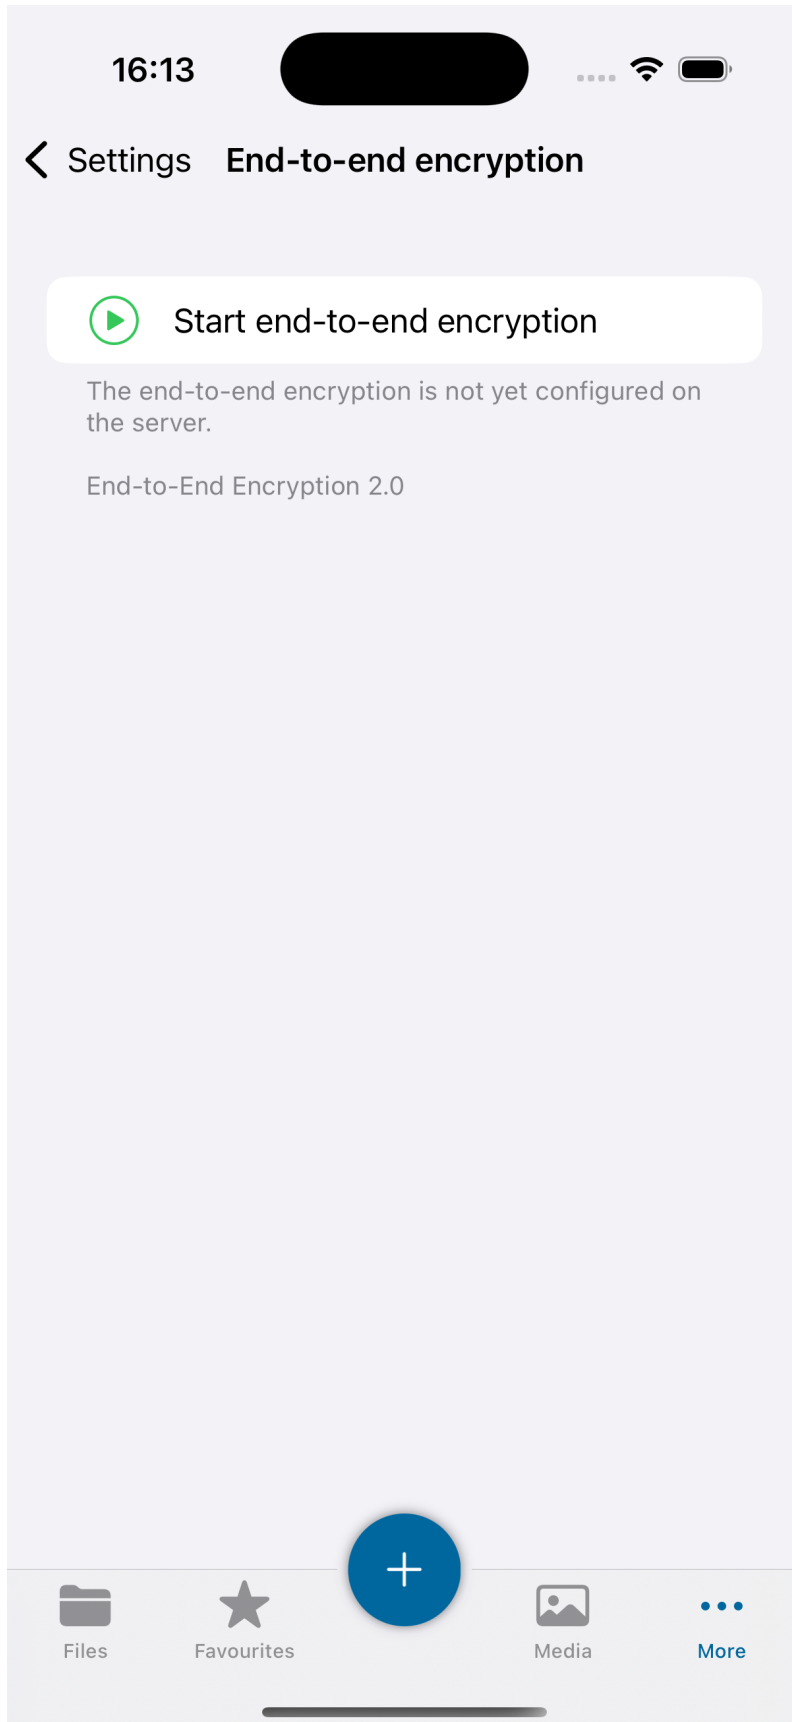 16:13
Settings End-to-end encryption
Start end-to-end encryption
The end-to-end encryption is not yet configured on
the server.
End-to-End Encryption 2.0
Files Favourites Media More